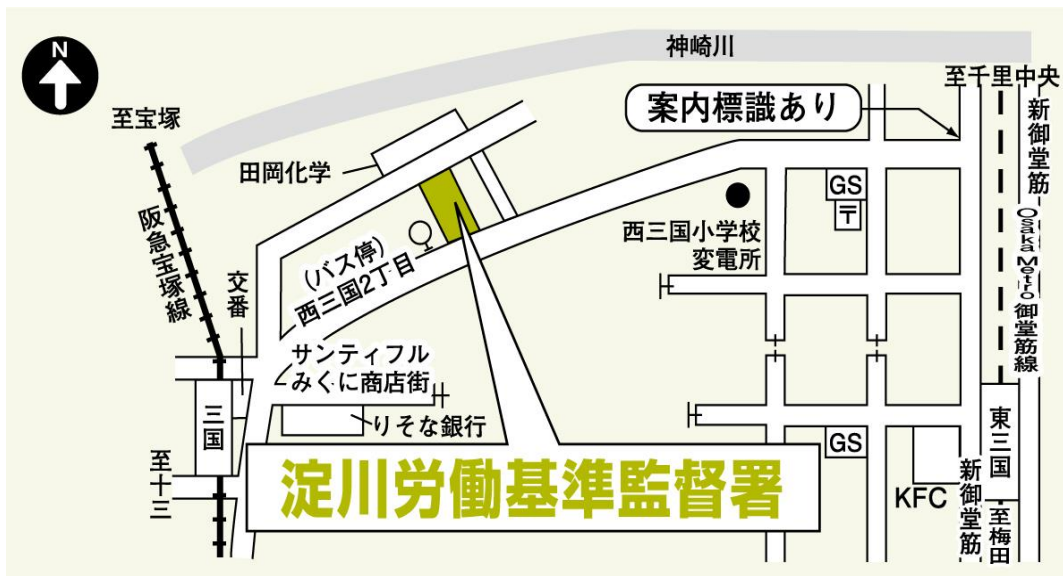 N
神崎川
至千里中央
至宝塚
案内標識あり
新御堂筋
田岡化学
GS
〒
Osaka Metro御堂筋線
阪急宝塚線
西三国小学校
変電所
(バス停)
西三国2丁目
交番
サンティフル
みくに商店街
りそな銀行
三国
東三国
GS
至十三
淀川労働基準監督署
KFC
新御堂筋
至梅田